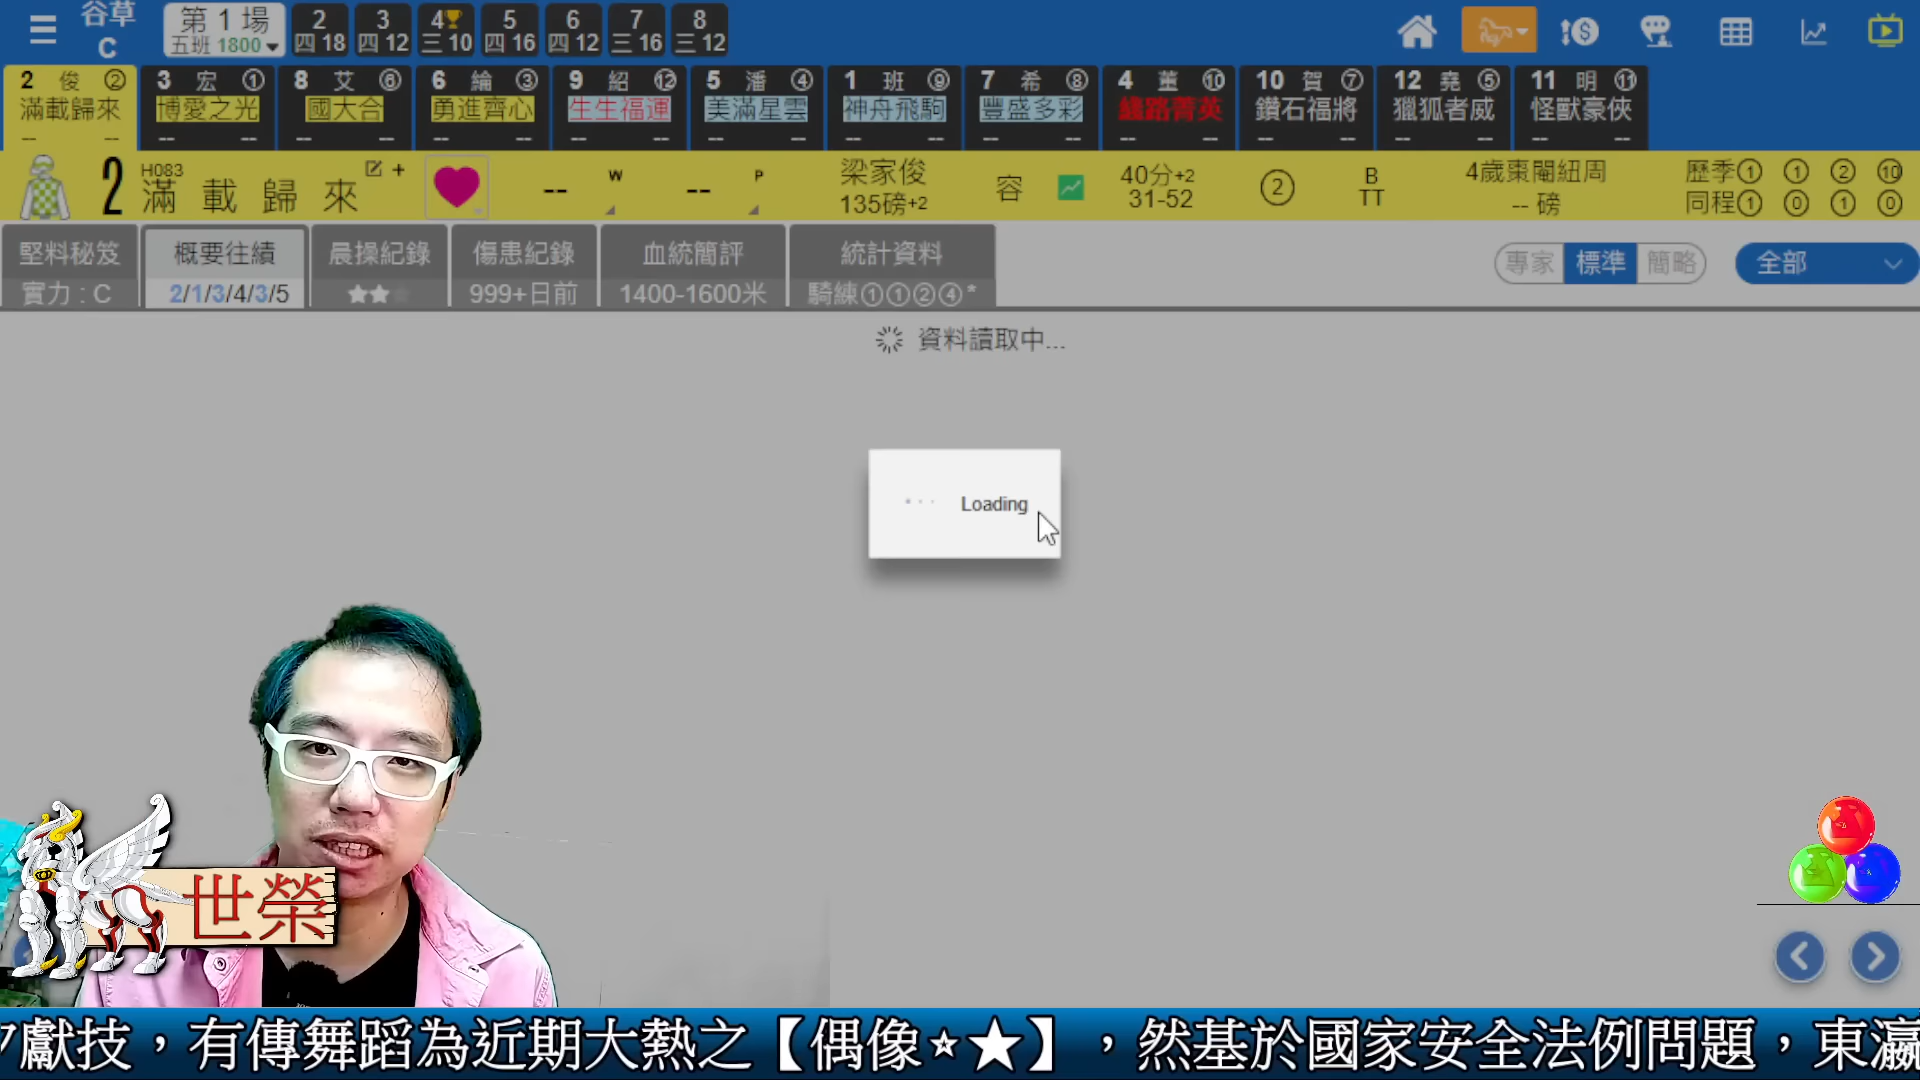 谷草
C
第 1 場
五班 1800
2
四 18
3
四 12
4
三 10
5
四 16
6
四 12
7
三 16
8
三 12
2 俊 ②
滿載歸來
-- --
3 宏 ①
博愛之光
-- --
8 艾 ⑥
國大合
-- --
6 綸 ③
勇進齊心
-- --
9 紹 ⑫
生生福運
-- --
5 潘 ④
美滿星雲
-- --
1 班 ⑨
神舟飛駒
-- --
7 希 ⑧
豐盛多彩
-- --
4 董 ⑩
綫路菁英
-- --
10 賀 ⑦
鑽石福將
-- --
12 堯 ⑤
獵狐者威
-- --
11 明 ⑪
怪獸豪俠
-- --
2
H083
滿載歸來
-- W
-- P
梁家俊
135磅+2
容
40分+2
31-52
②
B
TT
4歲棗閹紐周
-- 磅
歷季① ① ② ⑩
同程① ⓪ ① ⓪
堅料秘笈
實力 : C
概要往績
2/1/3/4/3/5
晨操紀錄
★★
傷患紀錄
999+日前
血統簡評
1400-1600米
統計資料
騎練①①②④*
專家
標準
簡略
全部
資料讀取中...
Loading
世榮
獻技，有傳舞蹈為近期大熱之【偶像☆★】，然基於國家安全法例問題，東瀛